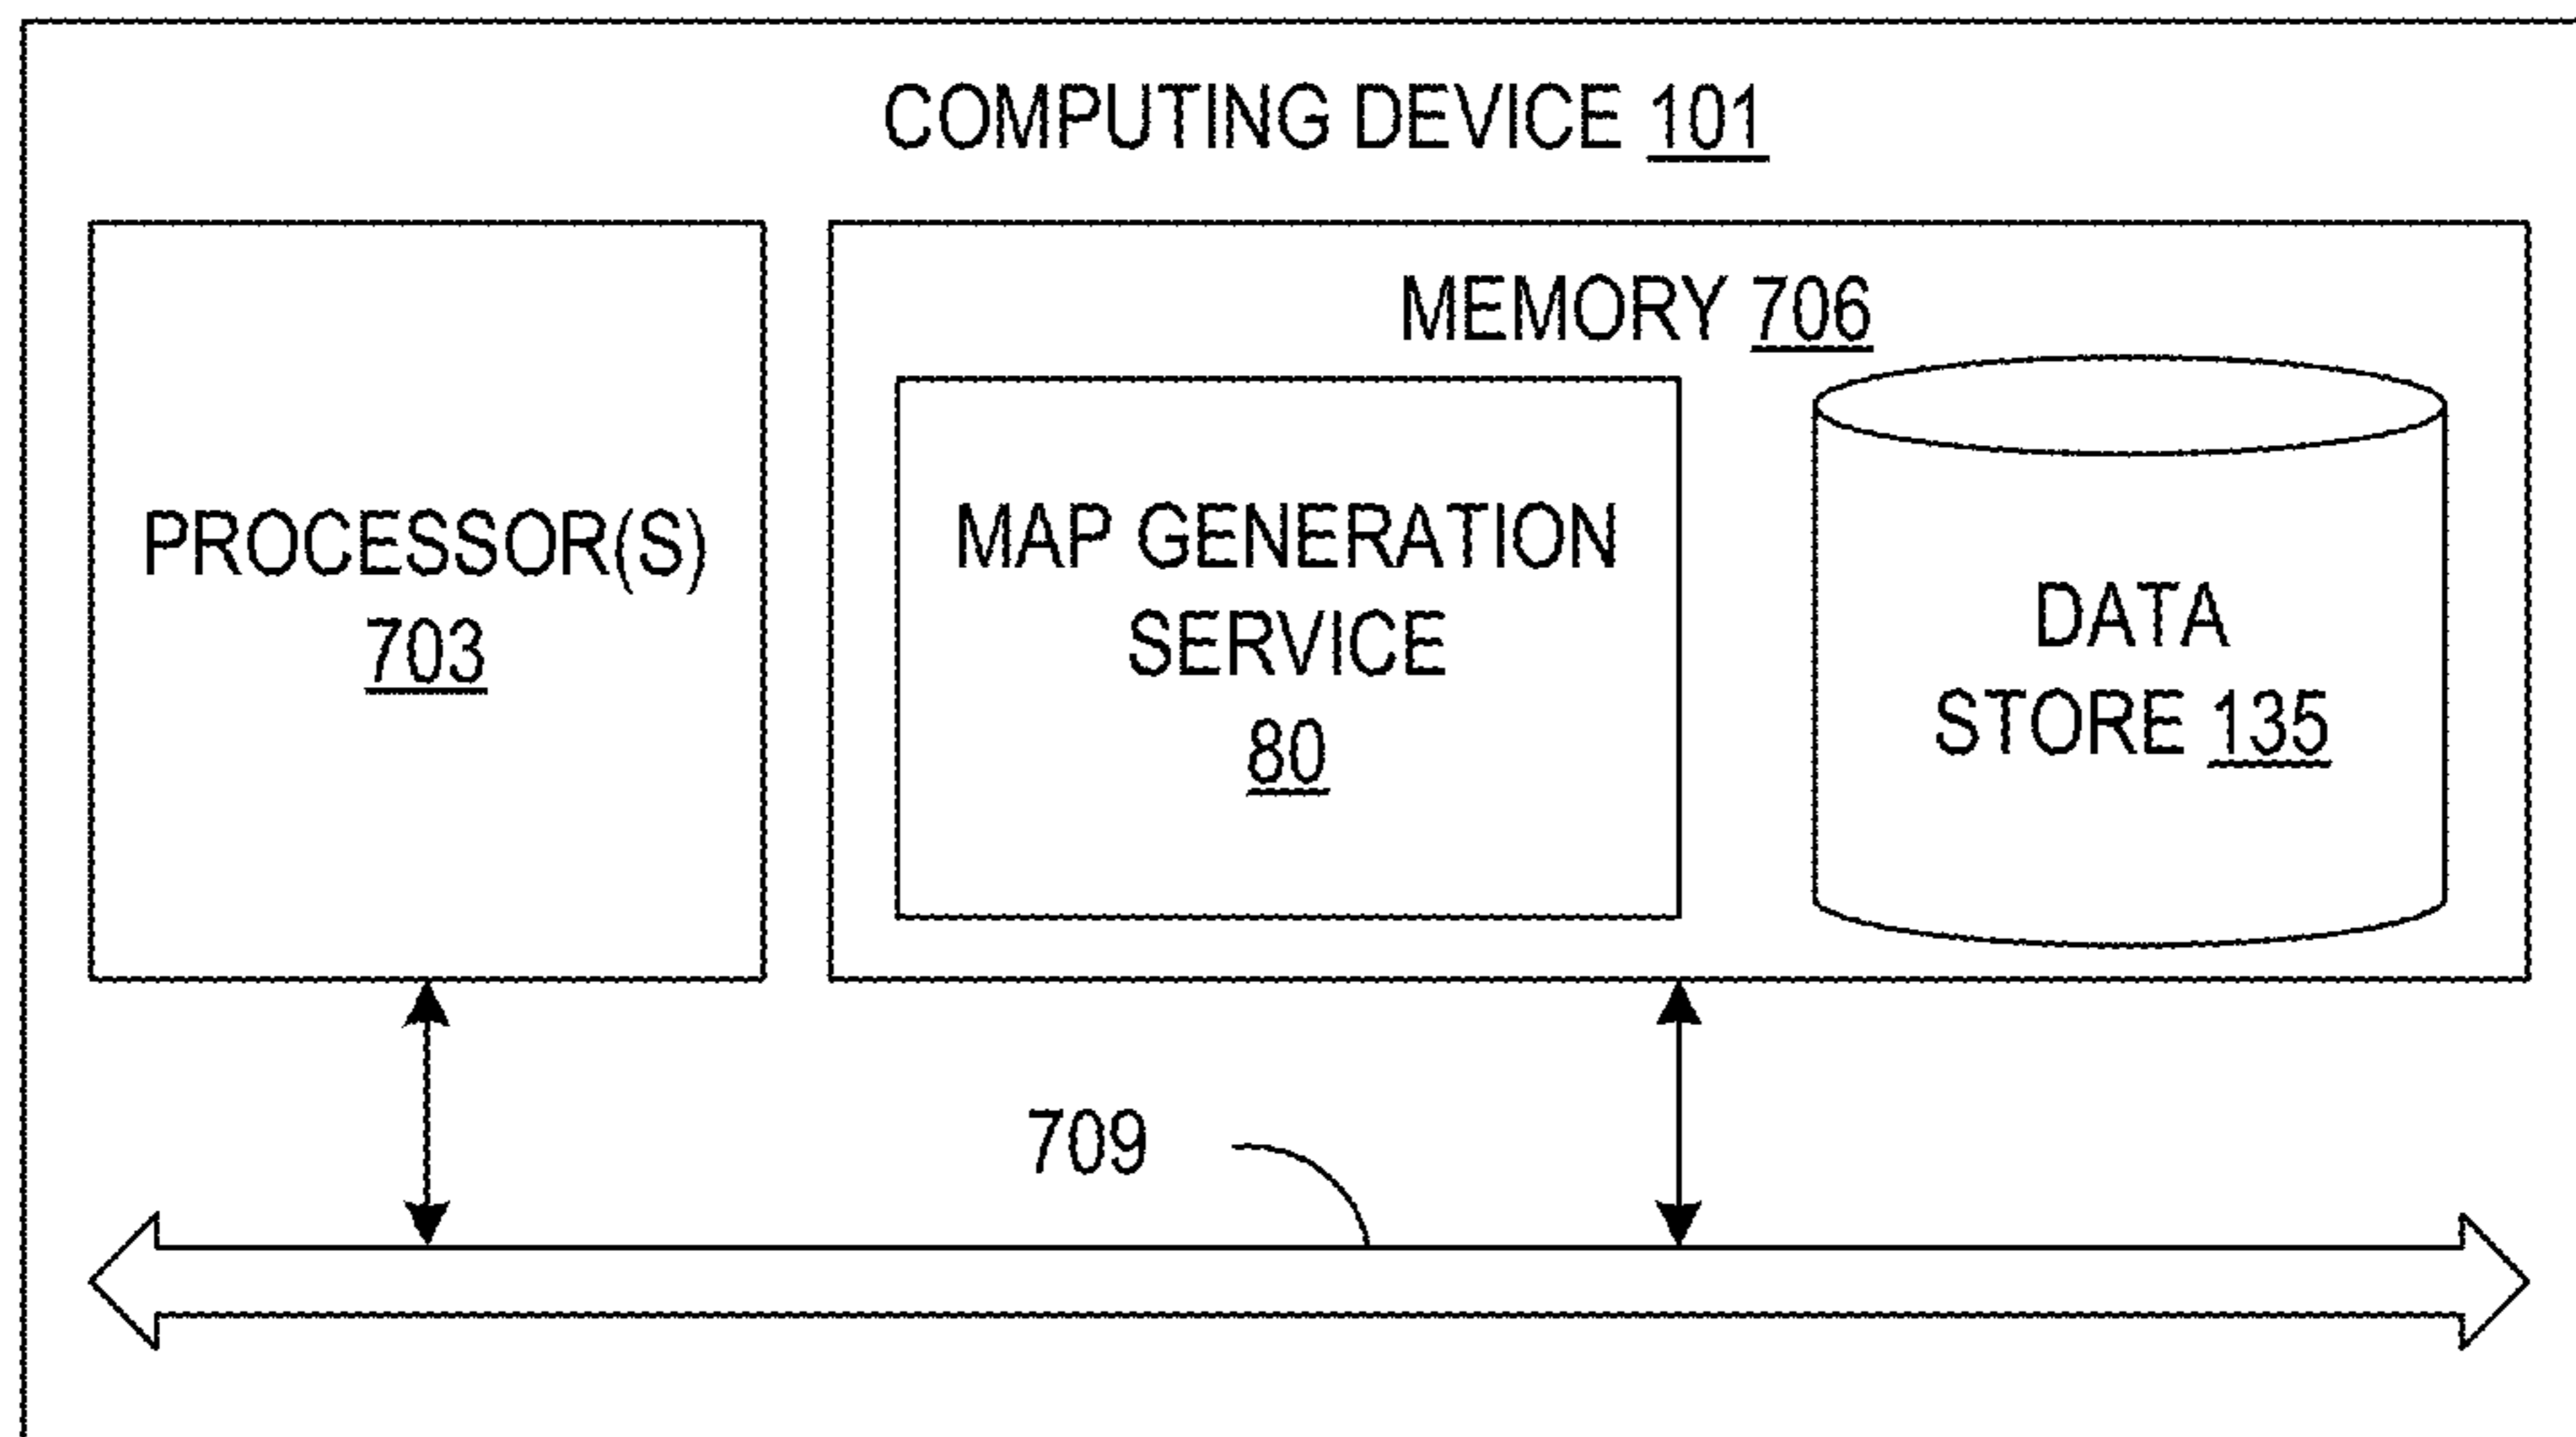 COMPUTING DEVICE 101
MEMORY 706
PROCESSOR(S)
703
MAP GENERATION
SERVICE
80
DATA
STORE 135
709